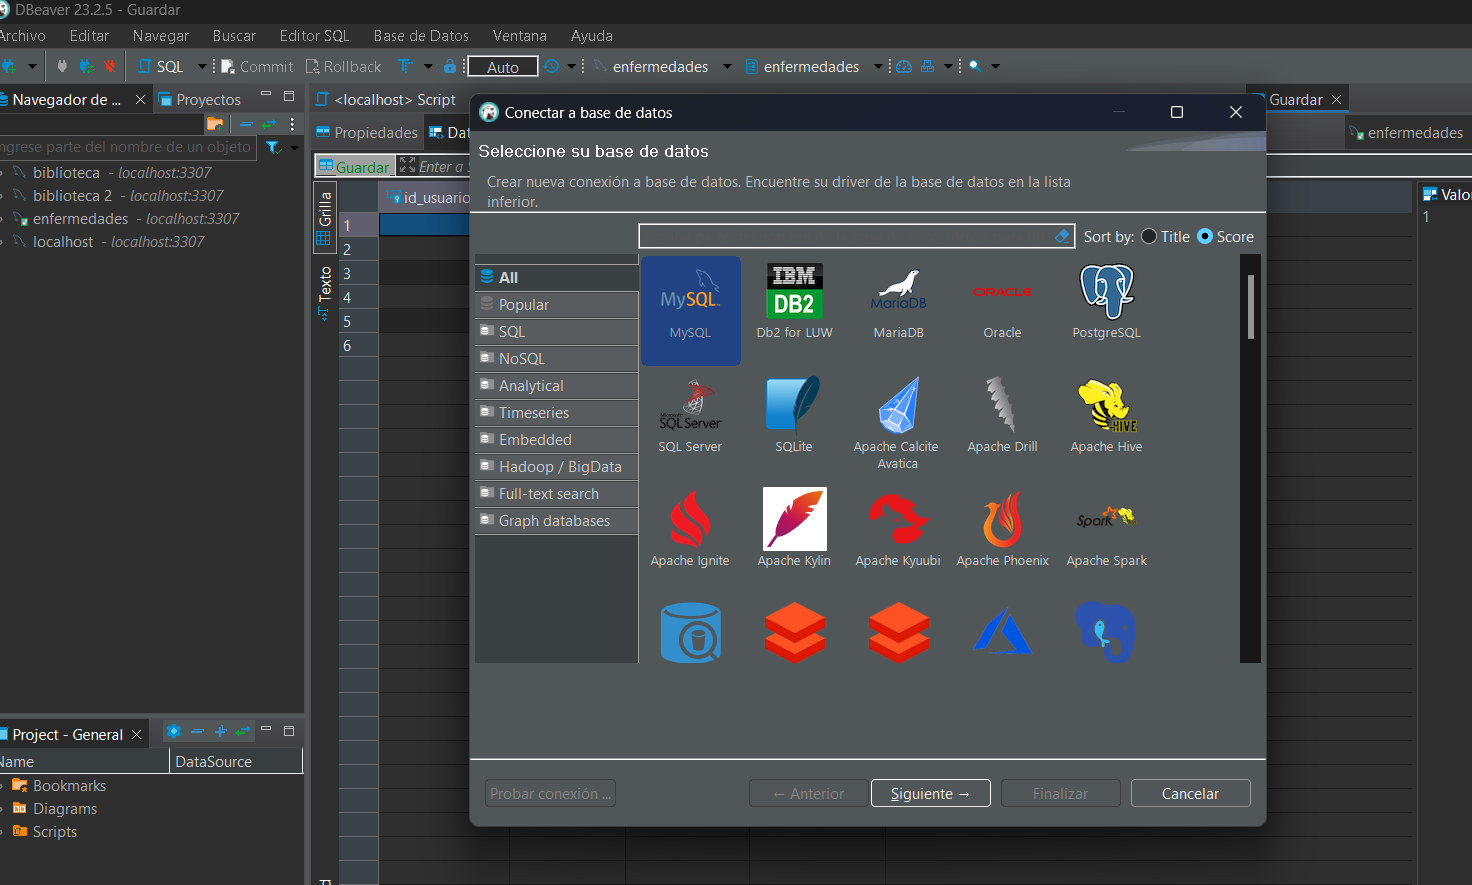 DBeaver 23.2.5 - Guardar
Archivo Editar Navegar Buscar Editor SQL Base de Datos Ventana Ayuda
SQL Commit Rollback Auto enfermedades enfermedades
Navegador de ... Proyectos
<localhost> Script
Guardar
ngrese parte del nombre de un objeto
Propiedades
Dat
enfermedades
biblioteca - localhost:3307
biblioteca 2 - localhost:3307
enfermedades - localhost:3307
localhost - localhost:3307
Guardar
Enter a S
Grilla
Texto
id_usuario
1
2
3
4
5
6
Valor
1
Conectar a base de datos
Seleccione su base de datos
Crear nueva conexión a base de datos. Encuentre su driver de la base de datos en la lista
inferior.
Sort by: Title Score
All
Popular
SQL
NoSQL
Analytical
Timeseries
Embedded
Hadoop / BigData
Full-text search
Graph databases
MySQL
IBM
DB2
MariaDB
ORACLE
MySQL Db2 for LUW MariaDB Oracle PostgreSQL
Microsoft
SQL Server
HIVE
SQL Server SQLite Apache Calcite
Avatica
Apache Drill Apache Hive
Spark
Apache Ignite Apache Kylin Apache Kyuubi Apache Phoenix Apache Spark
Probar conexión ... ← Anterior Siguiente → Finalizar Cancelar
Project - General
Name DataSource
Bookmarks
Diagrams
Scripts